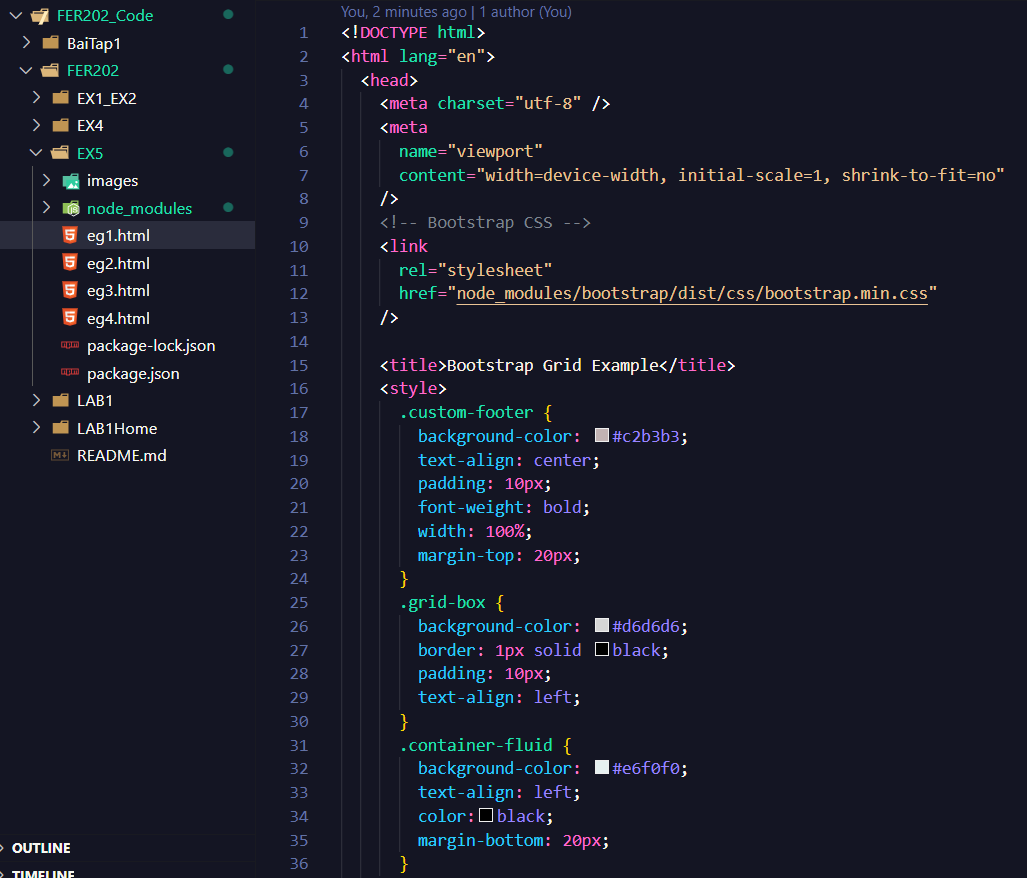 FER202_Code
BaiTap1
FER202
EX1_EX2
EX4
EX5
images
node_modules
eg1.html
eg2.html
eg3.html
eg4.html
package-lock.json
package.json
LAB1
LAB1Home
README.md
OUTLINE
TIMELINE
You, 2 minutes ago | 1 author (You)
1 <!DOCTYPE html>
2 <html lang="en">
3   <head>
4     <meta charset="utf-8" />
5     <meta
6       name="viewport"
7       content="width=device-width, initial-scale=1, shrink-to-fit=no"
8     />
9     <!-- Bootstrap CSS -->
10     <link
11       rel="stylesheet"
12       href="node_modules/bootstrap/dist/css/bootstrap.min.css"
13     />
14
15     <title>Bootstrap Grid Example</title>
16     <style>
17       .custom-footer {
18         background-color: #c2b3b3;
19         text-align: center;
20         padding: 10px;
21         font-weight: bold;
22         width: 100%;
23         margin-top: 20px;
24       }
25       .grid-box {
26         background-color: #d6d6d6;
27         border: 1px solid black;
28         padding: 10px;
29         text-align: left;
30       }
31       .container-fluid {
32         background-color: #e6f0f0;
33         text-align: left;
34         color: black;
35         margin-bottom: 20px;
36       }